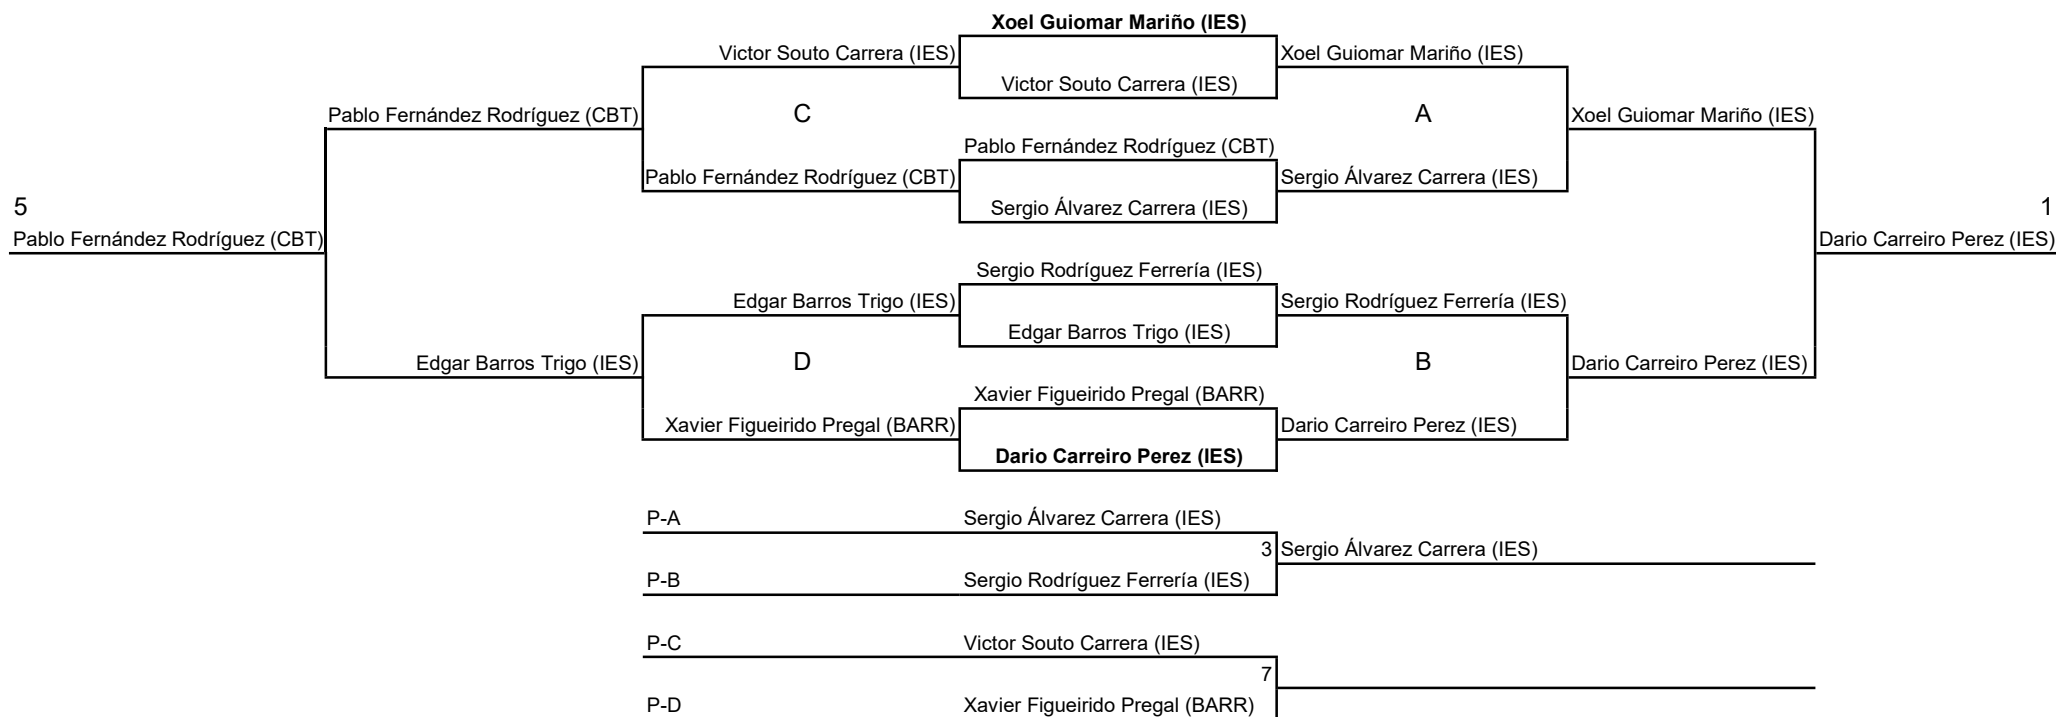 Xoel Guiomar Mariño (IES)
Victor Souto Carrera (IES)
Xoel Guiomar Mariño (IES)
Victor Souto Carrera (IES)
Pablo Fernández Rodríguez (CBT)
C
A
Xoel Guiomar Mariño (IES)
Pablo Fernández Rodríguez (CBT)
Pablo Fernández Rodríguez (CBT)
Sergio Álvarez Carrera (IES)
5
Sergio Álvarez Carrera (IES)
1
Pablo Fernández Rodríguez (CBT)
Dario Carreiro Perez (IES)
Sergio Rodríguez Ferrería (IES)
Edgar Barros Trigo (IES)
Sergio Rodríguez Ferrería (IES)
Edgar Barros Trigo (IES)
Edgar Barros Trigo (IES)
D
B
Dario Carreiro Perez (IES)
Xavier Figueirido Pregal (BARR)
Xavier Figueirido Pregal (BARR)
Dario Carreiro Perez (IES)
Dario Carreiro Perez (IES)
P-A
Sergio Álvarez Carrera (IES)
3
Sergio Álvarez Carrera (IES)
P-B
Sergio Rodríguez Ferrería (IES)
P-C
Victor Souto Carrera (IES)
7
P-D
Xavier Figueirido Pregal (BARR)